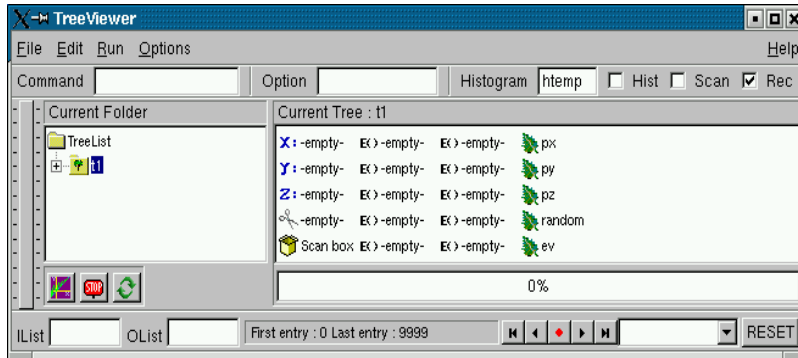 TreeViewer
File Edit Run Options Help
Command Option Histogram htemp Hist Scan Rec
Current Folder Current Tree : t1
TreeList
t1
X: -empty- E() -empty- E() -empty- px
Y: -empty- E() -empty- E() -empty- py
Z: -empty- E() -empty- E() -empty- pz
-empty- E() -empty- E() -empty- random
Scan box E() -empty- E() -empty- ev
STOP
0%
IList OList First entry : 0 Last entry : 9999 RESET